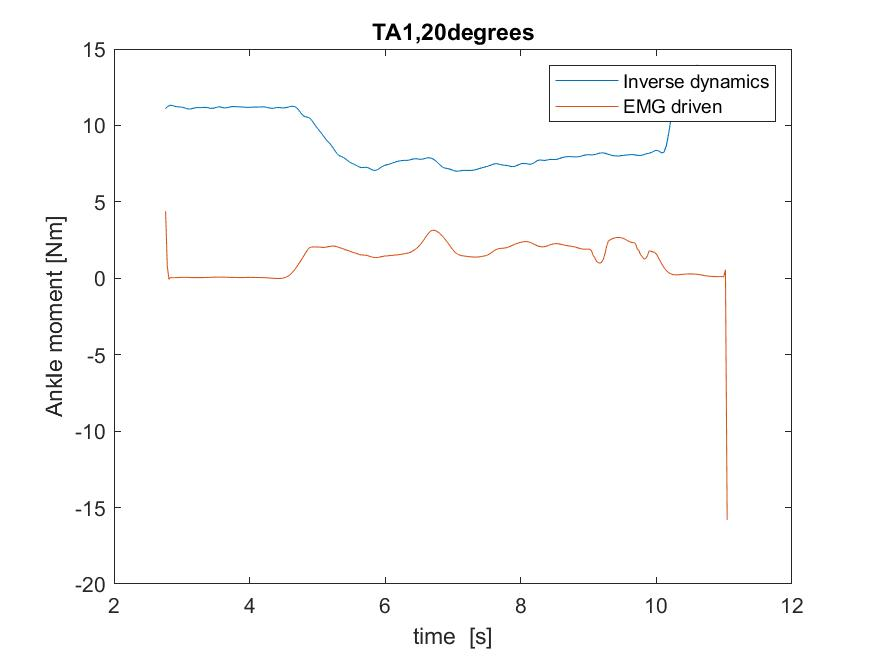 TA1,20degrees
15
Inverse dynamics
EMG driven
10
5
0
-5
-10
-15
-20
Ankle moment [Nm]
2 4 6 8 10 12
time [s]